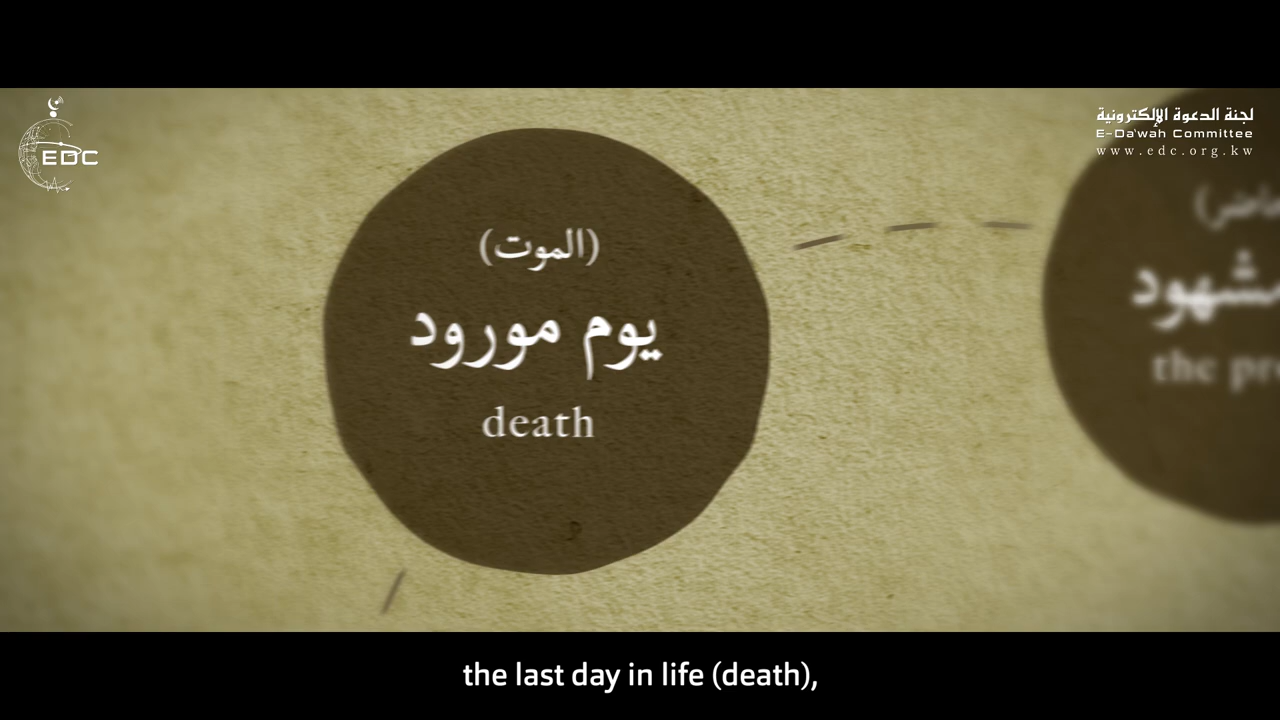 EDC
لجنة الدعوة الإلكترونية
E-Da'wah Committee
www.edc.org.kw
(الموت)
يوم مورود
death
the
the last day in life (death),